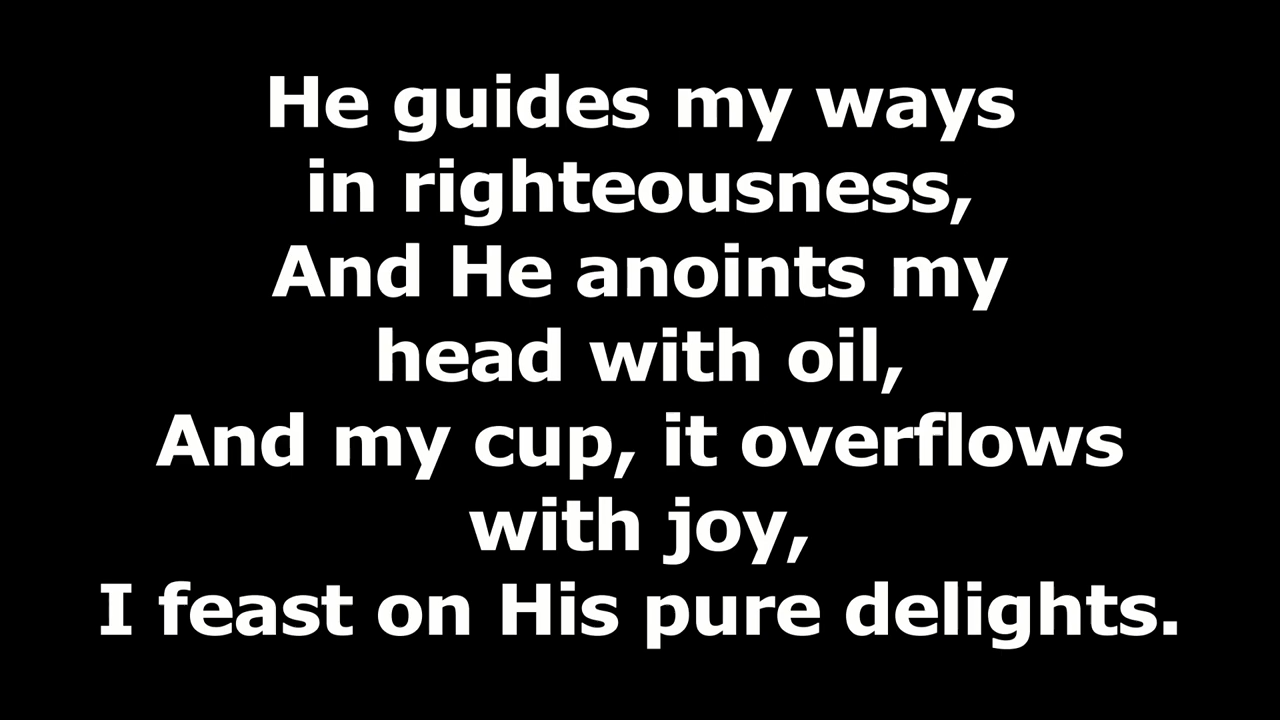 He guides my ways
in righteousness,
And He anoints my
head with oil,
And my cup, it overflows
with joy,
I feast on His pure delights.